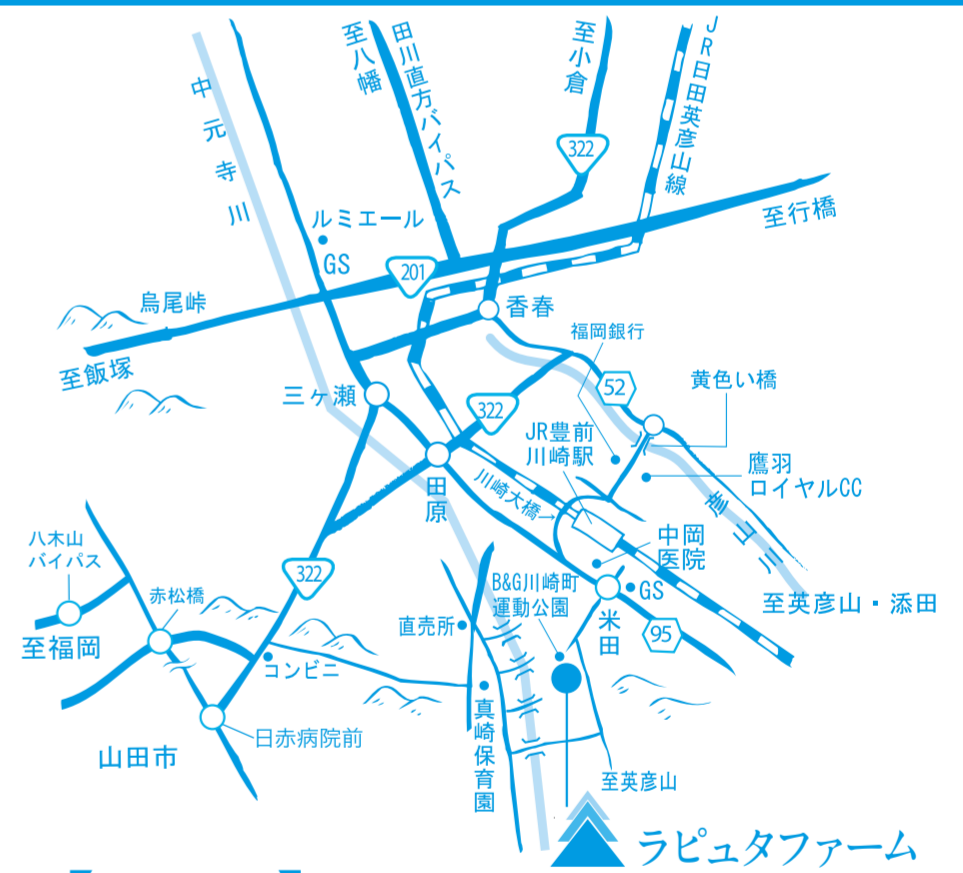 中元寺川
至八幡
田川直方バイパス
至小倉
322
JR日田英彦山線
至行橋
ルミエール
GS
201
烏尾峠
至飯塚
香春
福岡銀行
52
黄色い橋
三ヶ瀬
322
JR豊前
川崎駅
鷹羽
ロイヤルCC
田原
川崎大橋→
彦山川
八木山
バイパス
322
赤松橋
中岡
医院
B&G川崎町
運動公園
GS
至英彦山・添田
直売所
米田
95
至福岡
コンビニ
真崎保育園
日赤病院前
山田市
至英彦山
ラピュタファーム